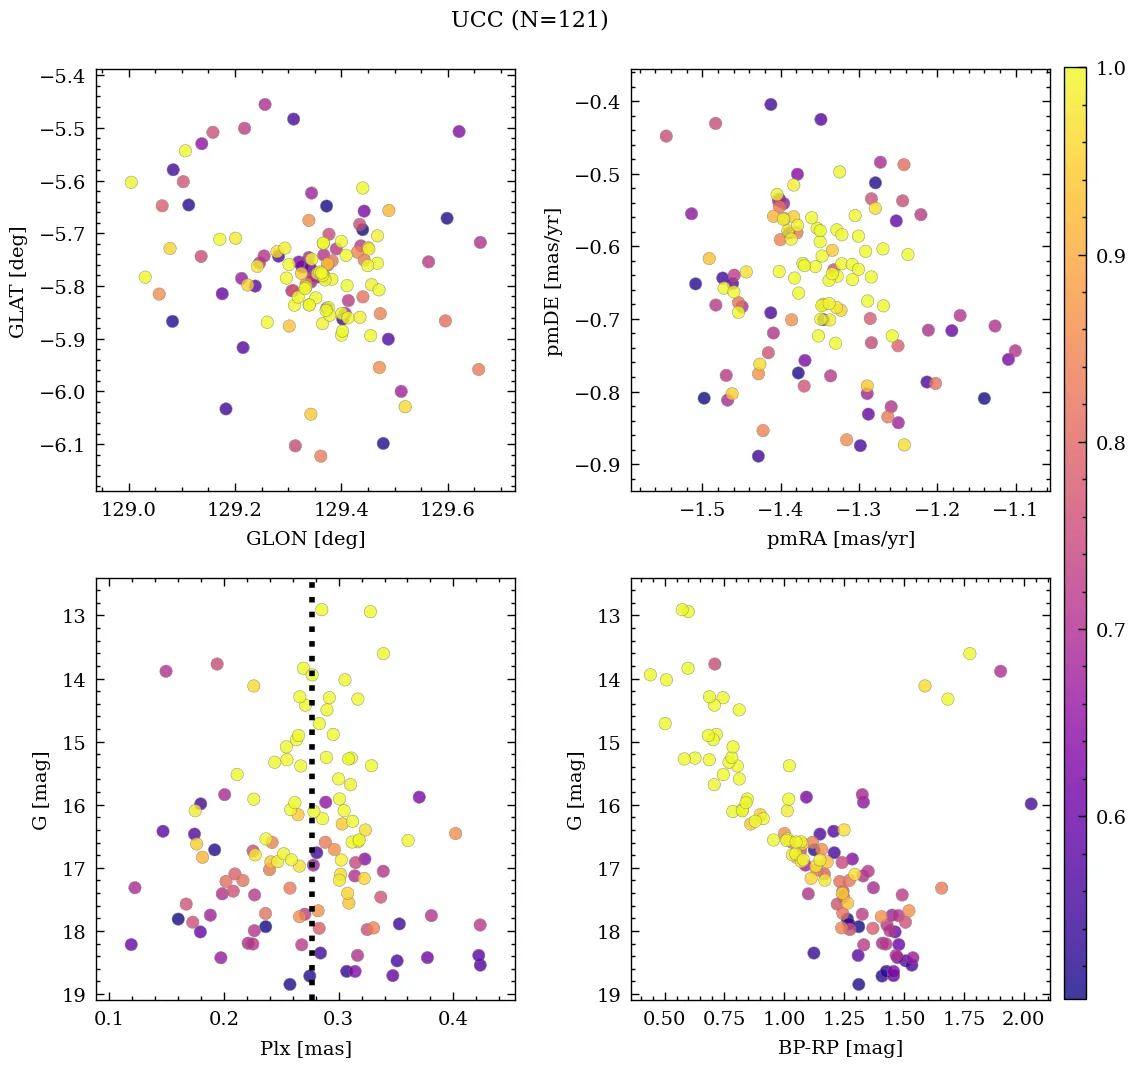 UCC (N=121)
−5.4
−5.5
−5.6
−5.7
−5.8
−5.9
−6.0
−6.1
GLAT [deg]
129.0 129.2 129.4 129.6
GLON [deg]
−0.4
−0.5
−0.6
−0.7
−0.8
−0.9
pmDE [mas/yr]
−1.5 −1.4 −1.3 −1.2 −1.1
pmRA [mas/yr]
1.0
0.9
0.8
0.7
0.6
13
14
15
16
17
18
19
G [mag]
0.1 0.2 0.3 0.4
Plx [mas]
13
14
15
16
17
18
19
G [mag]
0.50 0.75 1.00 1.25 1.50 1.75 2.00
BP-RP [mag]